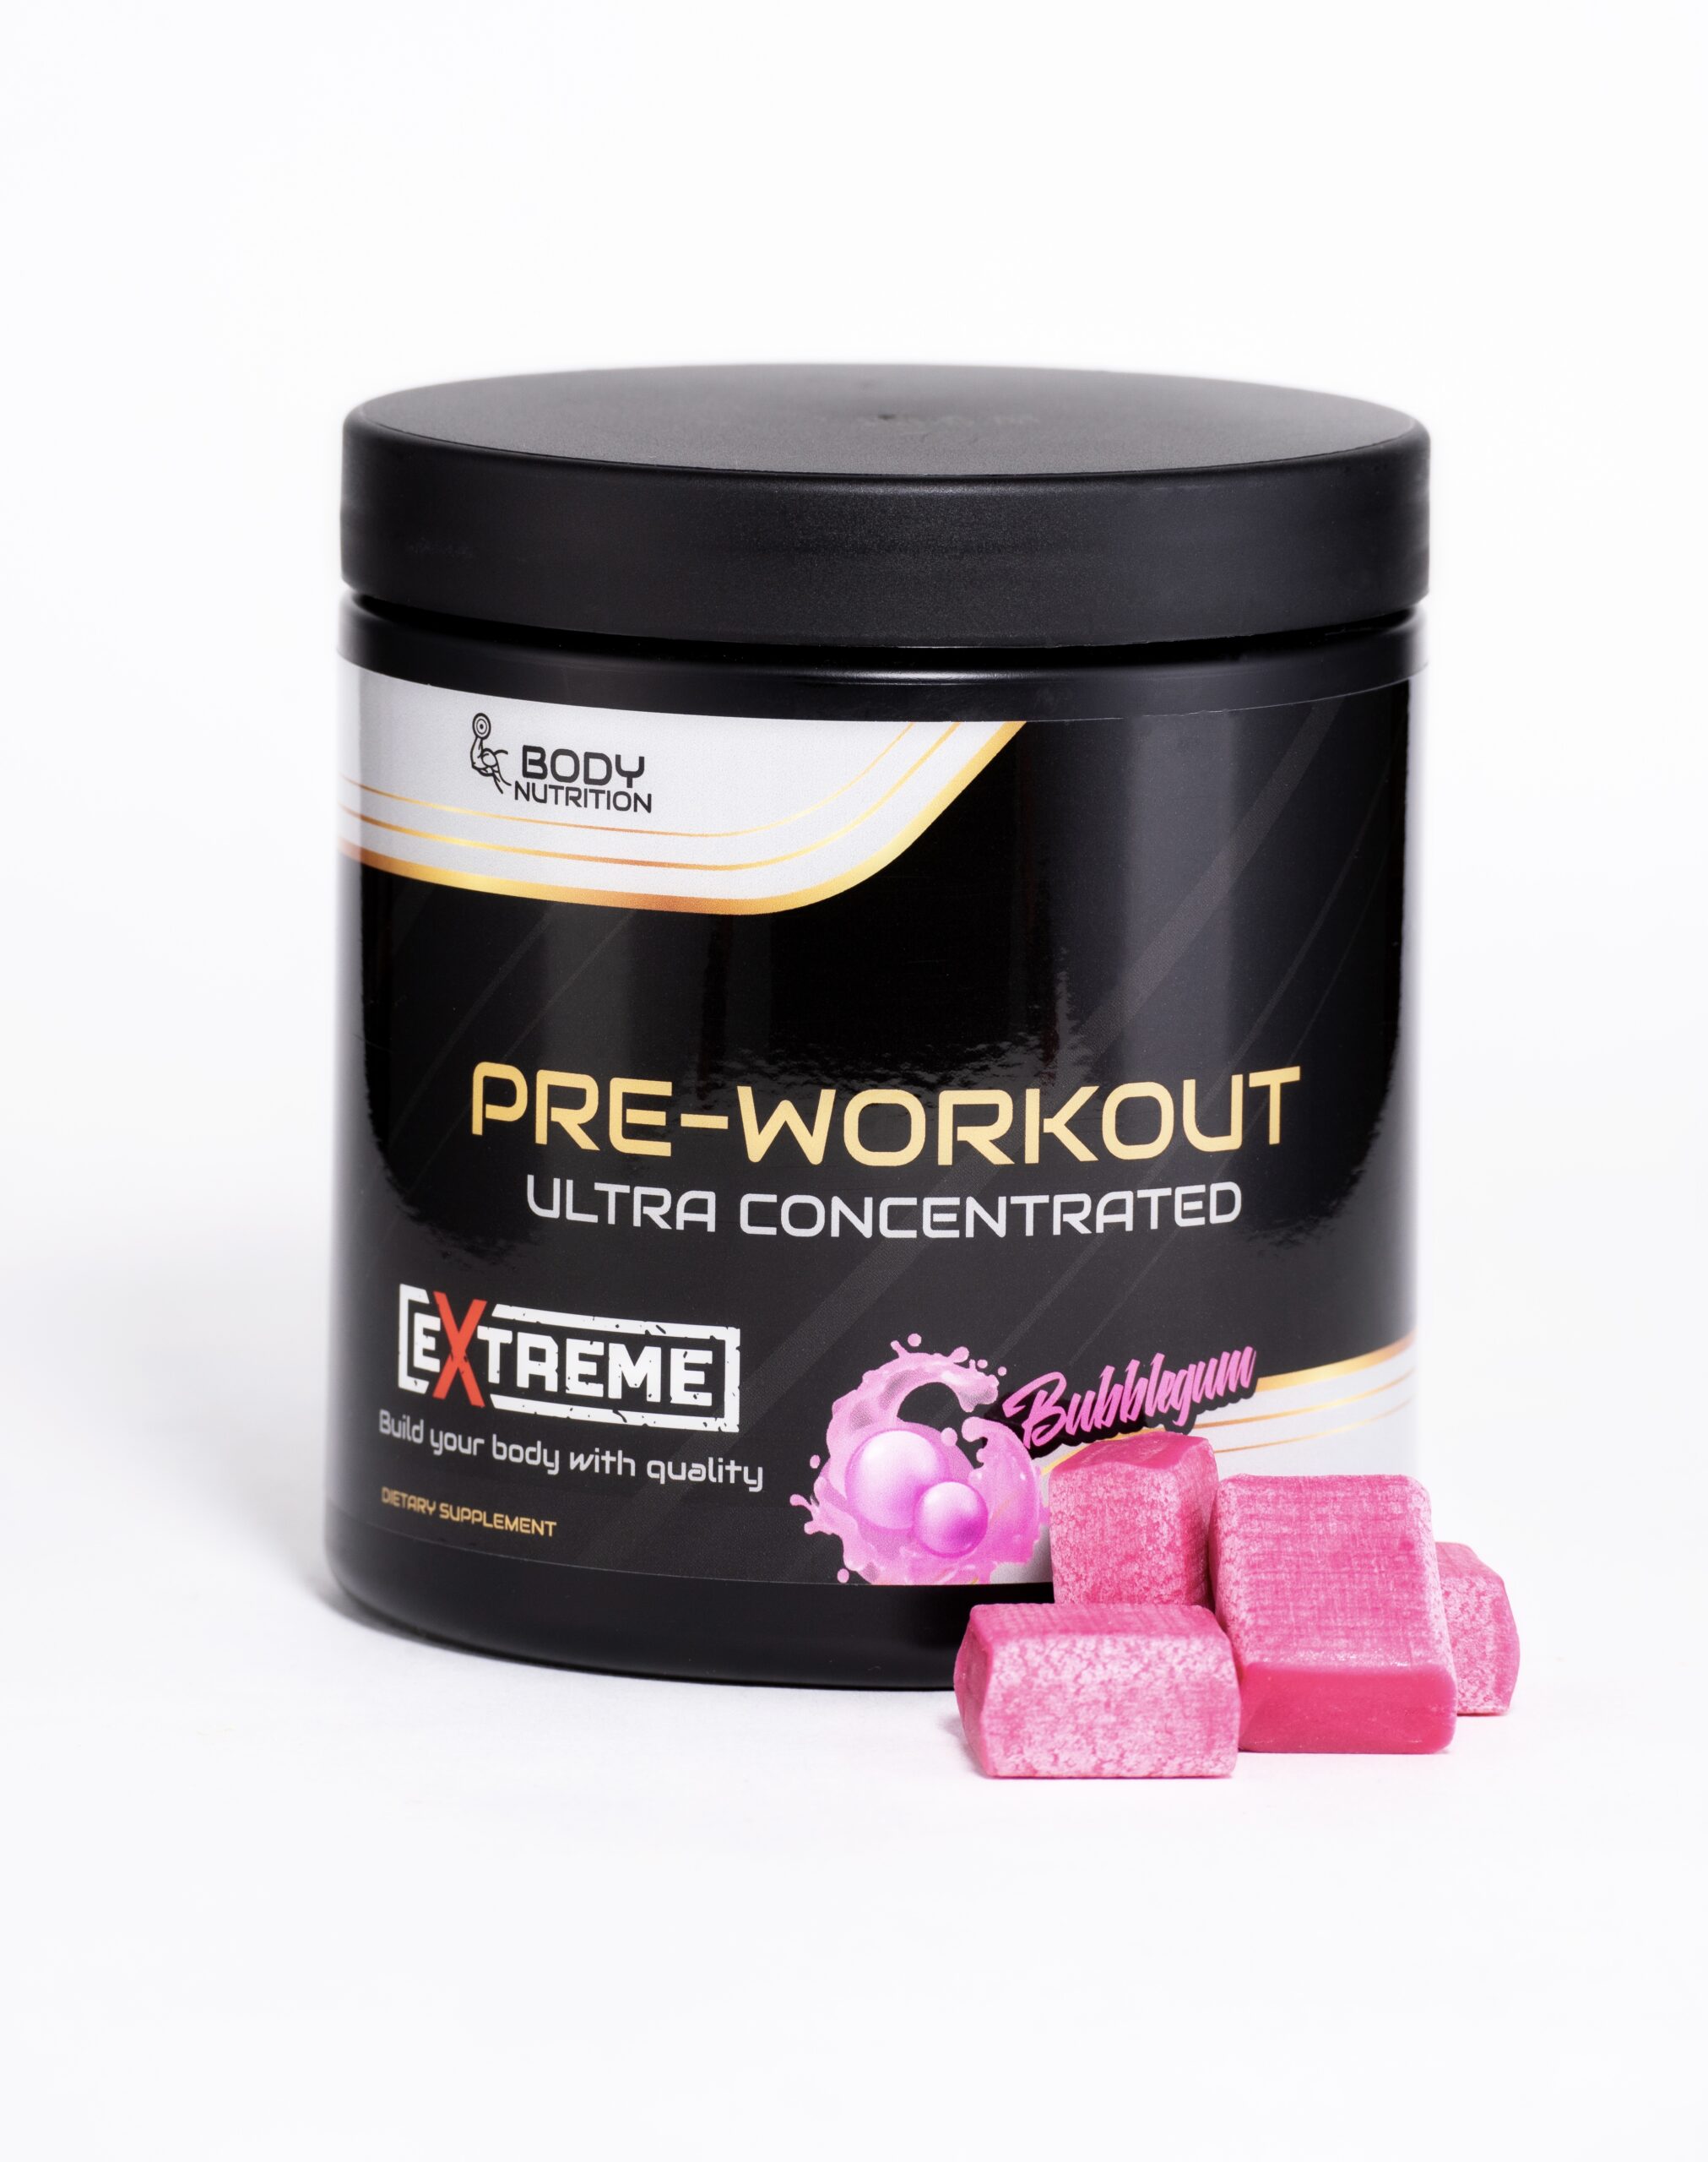 BODY
NUTRITION
PRE-WORKOUT
ULTRA CONCENTRATED
EXTREME
Build your body with quality
DIETARY SUPPLEMENT
Bubblegum